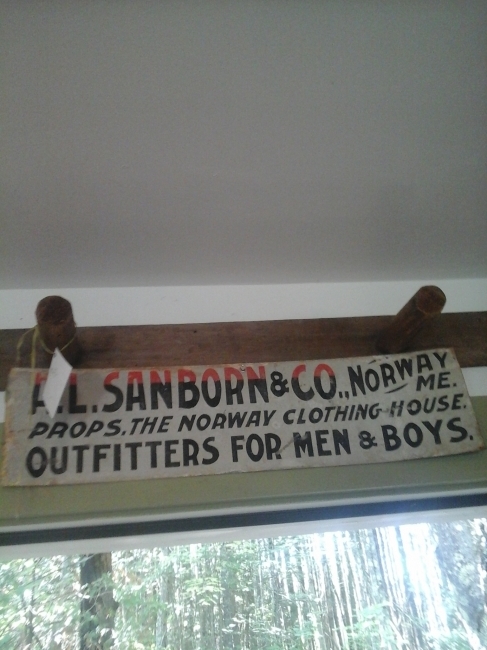 F.L. SANBORN & CO., NORWAY ME.
PROPS. THE NORWAY CLOTHING HOUSE.
OUTFITTERS FOR MEN & BOYS.